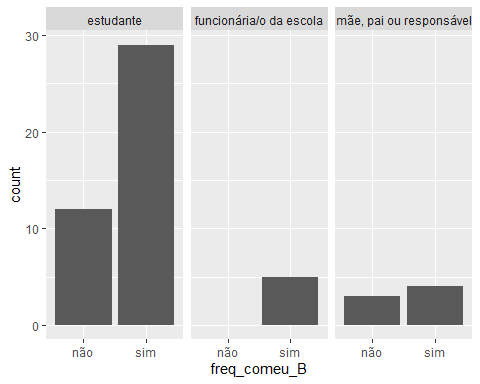 estudante
funcionária/o da escola
mãe, pai ou responsável
30
20
10
0
count
não sim
não sim
não sim
freq_comeu_B